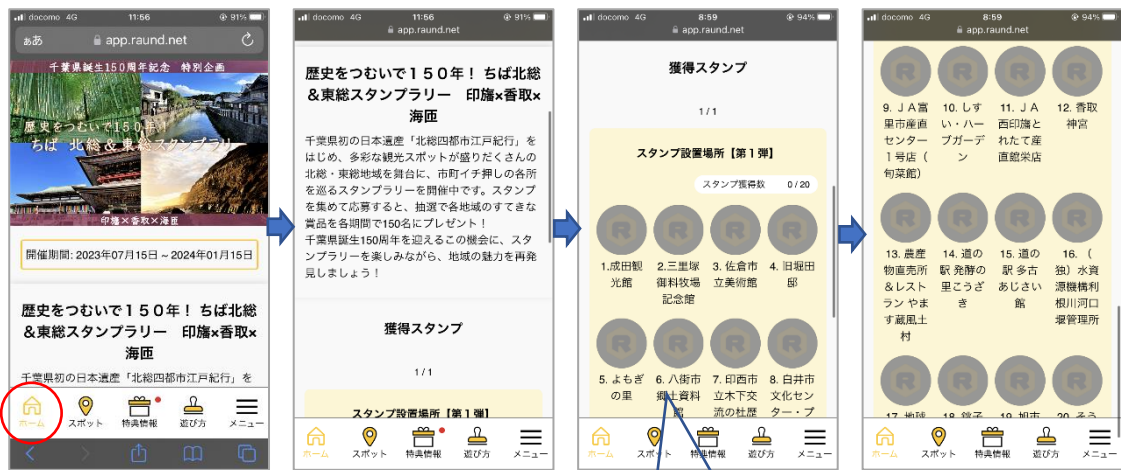 docomo 4G 11:56 91%
ぁあ app.raund.net
千葉県誕生150周年記念 特別企画
歴史をつむいで150年!
ちば 北総&東総スタンプラリー
印旛×香取×海匝
開催期間: 2023年07月15日 ~ 2024年01月15日
歴史をつむいで150年! ちば北総
&東総スタンプラリー 印旛×香取×
海匝
千葉県初の日本遺産「北総四都市江戸紀行」を
ホーム スポット 特典情報 遊び方 メニュー
docomo 4G 11:56 91%
app.raund.net
歴史をつむいで150年! ちば北総
&東総スタンプラリー 印旛×香取×
海匝
千葉県初の日本遺産「北総四都市江戸紀行」を
はじめ、多彩な観光スポットが盛りだくさんの
北総・東総地域を舞台に、市町イチ押しの各所
を巡るスタンプラリーを開催中です。スタンプ
を集めて応募すると、抽選で各地域のすてきな
賞品を各期間で150名にプレゼント!
千葉県誕生150周年を迎えるこの機会に、スタ
ンプラリーを楽しみながら、地域の魅力を再発
見しましょう!
獲得スタンプ
1 / 1
スタンプ設置場所【第1弾】
ホーム スポット 特典情報 遊び方 メニュー
docomo 4G 8:59 94%
app.raund.net
獲得スタンプ
1 / 1
スタンプ設置場所【第1弾】
スタンプ獲得数 0 / 20
R R R R
1.成田観 2.三里塚 3. 佐倉市 4. 旧堀田
光館 御料牧場 立美術館 邸
記念館
R R R R
5. よもぎ 6. 八街市 7. 印西市 8. 白井市
の里 郷土資料 立木下交 文化セン
館 流の杜歴 ター・プ
ホーム スポット 特典情報 遊び方 メニュー
docomo 4G 8:59 94%
app.raund.net
R R R R
9. JA富 10. しす 11. JA 12. 香取
里市産直 い・ハー 西印旛と 神宮
センター ブガーデ れたて産
1号店( ン 直館栄店
旬菜館)
R R R R
13. 農産 14. 道の 15. 道の 16. (
物直売所 駅 発酵の 駅 多古 独)水資
&レスト 里こうざ あじさい 源機構利
ラン やま き 館 根川河口
す蔵風土 堰管理所
村
R R R R
17. 地球 18. 銚子 19. 旭市 20. そう
ホーム スポット 特典情報 遊び方 メニュー